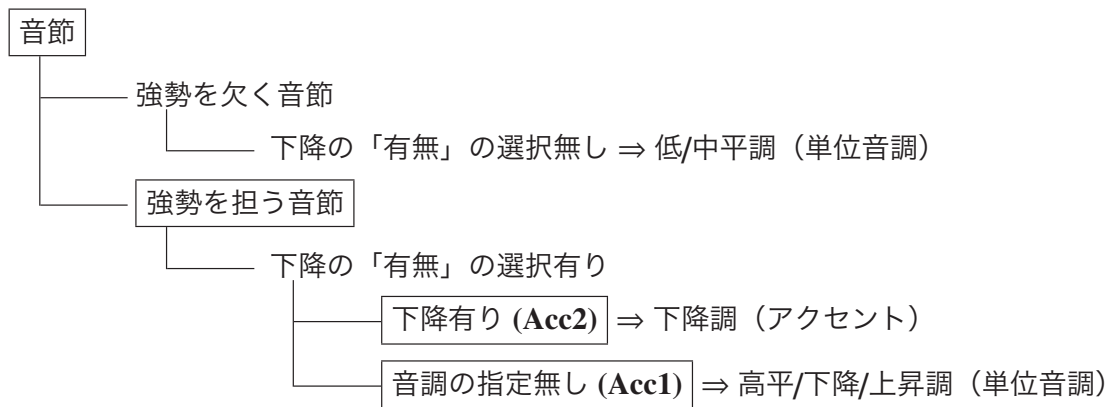 音節
強勢を欠く音節
下降の「有無」の選択無し ⇒ 低/中平調（単位音調）
強勢を担う音節
下降の「有無」の選択有り
下降有り (Acc2) ⇒ 下降調（アクセント）
音調の指定無し (Acc1) ⇒ 高平/下降/上昇調（単位音調）